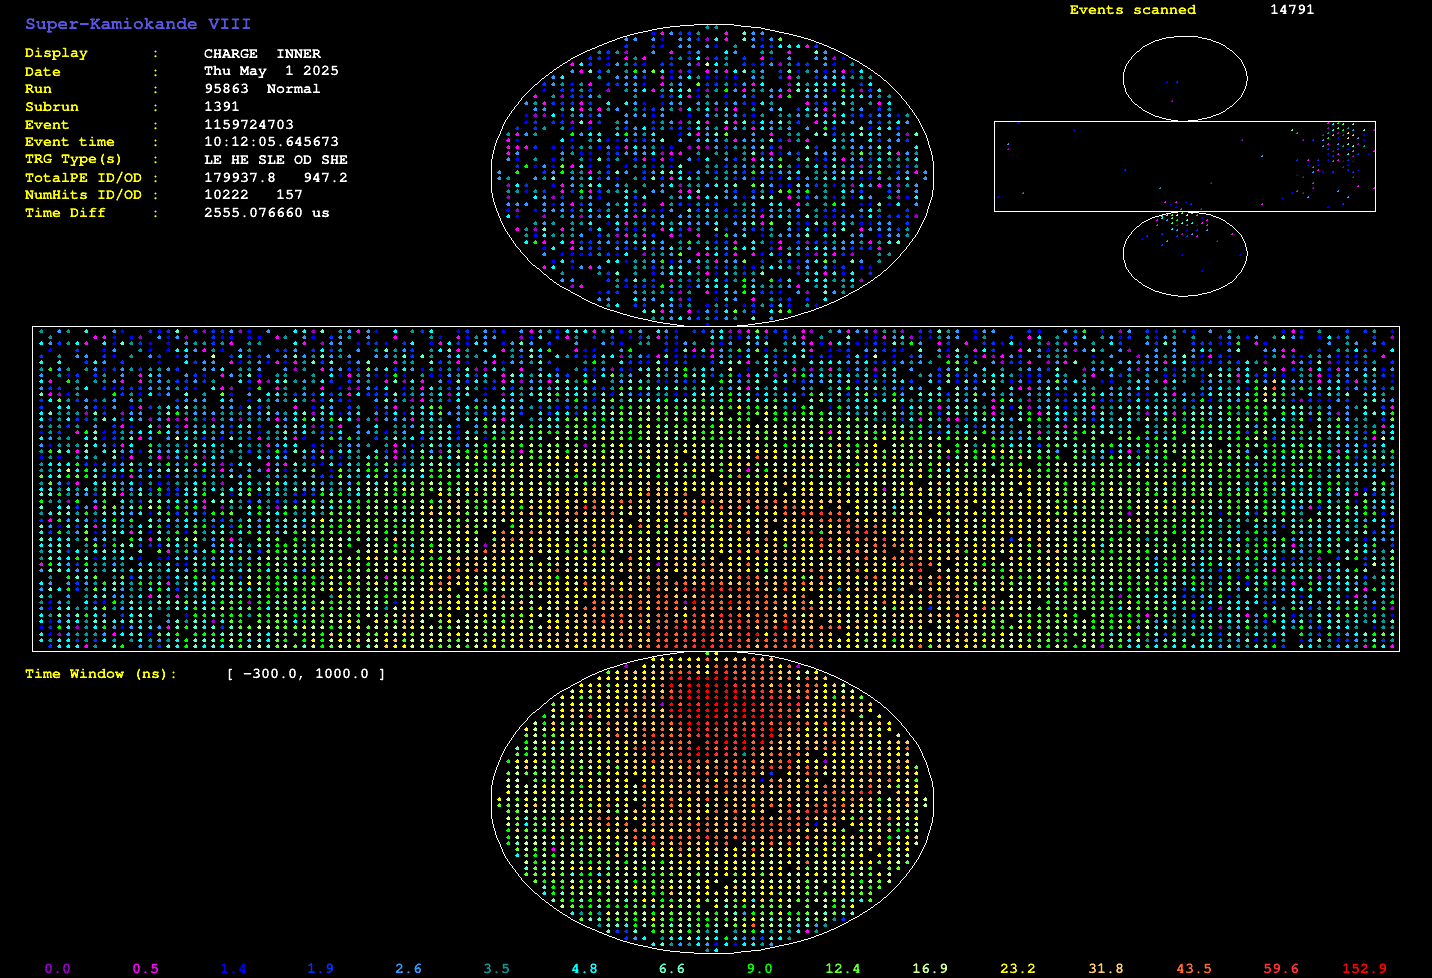 Super-Kamiokande VIII
Events scanned 14791
Display : CHARGE INNER
Date : Thu May 1 2025
Run : 95863 Normal
Subrun : 1391
Event : 1159724703
Event time : 10:12:05.645673
TRG Type(s) : LE HE SLE OD SHE
TotalPE ID/OD : 179937.8 947.2
NumHits ID/OD : 10222 157
Time Diff : 2555.076660 us
Time Window (ns): [ -300.0, 1000.0 ]
0.0 0.5 1.4 1.9 2.6 3.5 4.8 6.6 9.0 12.4 16.9 23.2 31.8 43.5 59.6 152.9